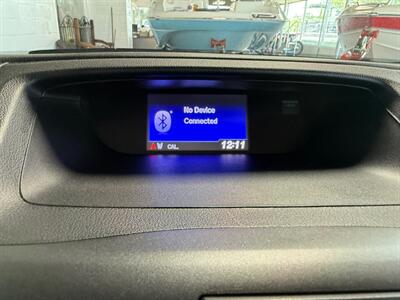 No Device
Connected
CAL.
12:11